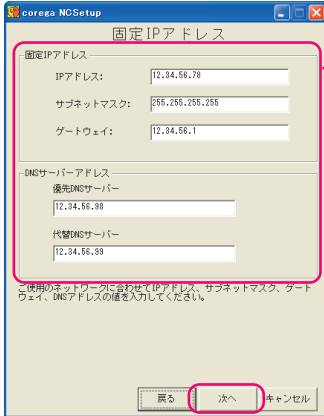 corega NCSetup
固定IPアドレス
固定IPアドレス
IPアドレス: 12.34.56.78
サブネットマスク: 255.255.255.255
ゲートウェイ: 12.34.56.1
DNSサーバーアドレス
優先DNSサーバー
12.34.56.98
代替DNSサーバー
12.34.56.99
ご使用のネットワークに合わせてIPアドレス、サブネットマスク、ゲート
ウェイ、DNSアドレスの値を入力してください。
戻る 次へ キャンセル